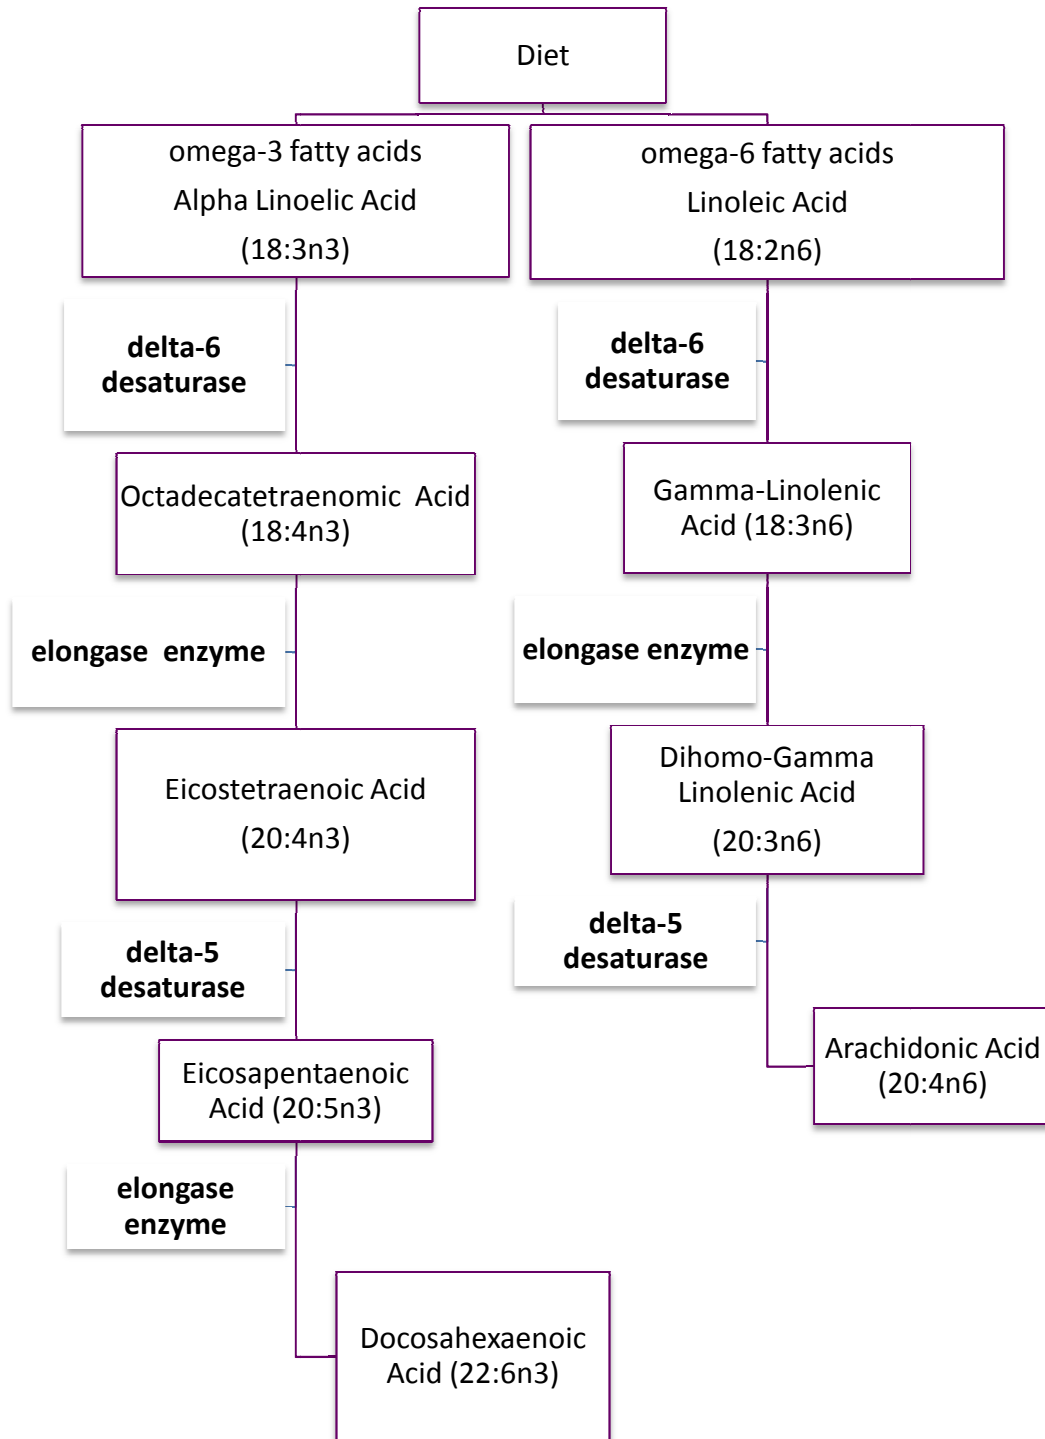 Diet
omega-3 fatty acids
Alpha Linoelic Acid
(18:3n3)
omega-6 fatty acids
Linoleic Acid
(18:2n6)
delta-6
desaturase
delta-6
desaturase
Octadecatetraenomic Acid
(18:4n3)
Gamma-Linolenic
Acid (18:3n6)
elongase enzyme
elongase enzyme
Eicostetraenoic Acid
(20:4n3)
Dihomo-Gamma
Linolenic Acid
(20:3n6)
delta-5
desaturase
delta-5
desaturase
Eicosapentaenoic
Acid (20:5n3)
Arachidonic Acid
(20:4n6)
elongase
enzyme
Docosahexaenoic
Acid (22:6n3)